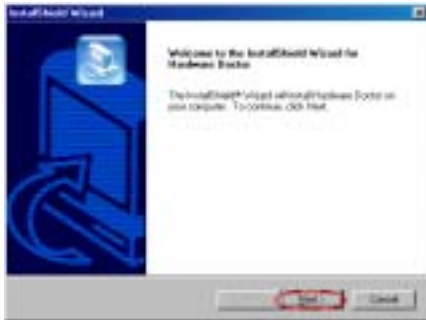 InstallShield Wizard
Welcome to the InstallShield Wizard for
Hardware Doctor
The InstallShield® Wizard will install Hardware Doctor on
your computer. To continue, click Next.
Next >
Cancel